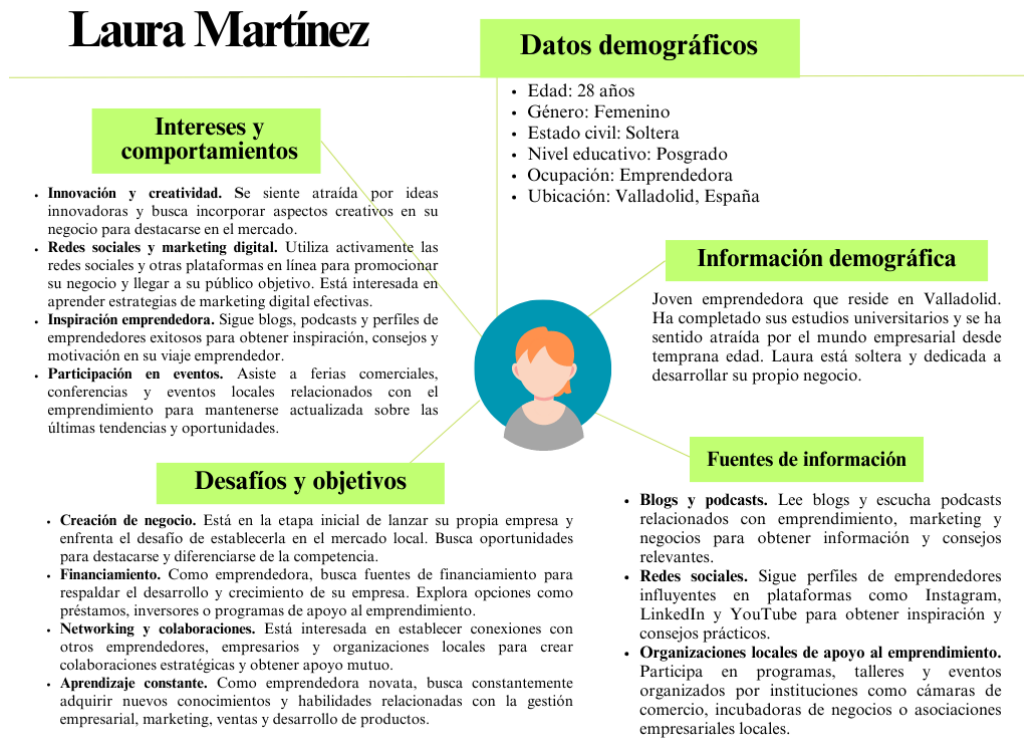 Laura Martínez
Datos demográficos
• Edad: 28 años
• Género: Femenino
• Estado civil: Soltera
• Nivel educativo: Posgrado
• Ocupación: Emprendedora
• Ubicación: Valladolid, España
Intereses y
comportamientos
• Innovación y creatividad. Se siente atraída por ideas
innovadoras y busca incorporar aspectos creativos en su
negocio para destacarse en el mercado.
• Redes sociales y marketing digital. Utiliza activamente las
redes sociales y otras plataformas en línea para promocionar
su negocio y llegar a su público objetivo. Está interesada en
aprender estrategias de marketing digital efectivas.
• Inspiración emprendedora. Sigue blogs, podcasts y perfiles de
emprendedores exitosos para obtener inspiración, consejos y
motivación en su viaje emprendedor.
• Participación en eventos. Asiste a ferias comerciales,
conferencias y eventos locales relacionados con el
emprendimiento para mantenerse actualizada sobre las
últimas tendencias y oportunidades.
Información demográfica
Joven emprendedora que reside en Valladolid.
Ha completado sus estudios universitarios y se ha
sentido atraída por el mundo empresarial desde
temprana edad. Laura está soltera y dedicada a
desarrollar su propio negocio.
Desafíos y objetivos
• Creación de negocio. Está en la etapa inicial de lanzar su propia empresa y
enfrenta el desafío de establecerla en el mercado local. Busca oportunidades
para destacarse y diferenciarse de la competencia.
• Financiamiento. Como emprendedora, busca fuentes de financiamiento para
respaldar el desarrollo y crecimiento de su empresa. Explora opciones como
préstamos, inversores o programas de apoyo al emprendimiento.
• Networking y colaboraciones. Está interesada en establecer conexiones con
otros emprendedores, empresarios y organizaciones locales para crear
colaboraciones estratégicas y obtener apoyo mutuo.
• Aprendizaje constante. Como emprendedora novata, busca constantemente
adquirir nuevos conocimientos y habilidades relacionadas con la gestión
empresarial, marketing, ventas y desarrollo de productos.
Fuentes de información
• Blogs y podcasts. Lee blogs y escucha podcasts
relacionados con emprendimiento, marketing y
negocios para obtener información y consejos
relevantes.
• Redes sociales. Sigue perfiles de emprendedores
influyentes en plataformas como Instagram,
LinkedIn y YouTube para obtener inspiración y
consejos prácticos.
• Organizaciones locales de apoyo al emprendimiento.
Participa en programas, talleres y eventos
organizados por instituciones como cámaras de
comercio, incubadoras de negocios o asociaciones
empresariales locales.